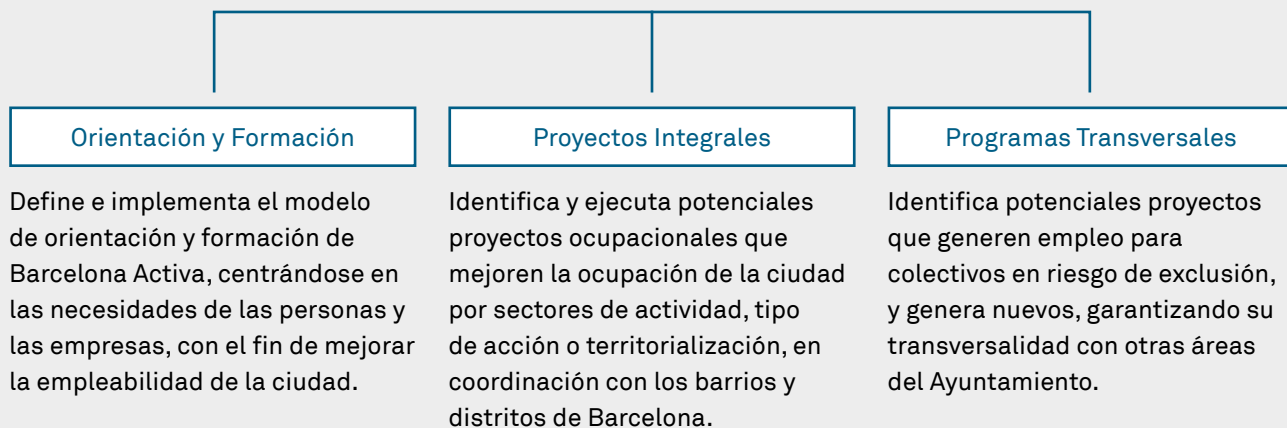 Orientación y Formación
Define e implementa el modelo
de orientación y formación de
Barcelona Activa, centrándose en
las necesidades de las personas y
las empresas, con el fin de mejorar
la empleabilidad de la ciudad.
Proyectos Integrales
Identifica y ejecuta potenciales
proyectos ocupacionales que
mejoren la ocupación de la ciudad
por sectores de actividad, tipo
de acción o territorialización, en
coordinación con los barrios y
distritos de Barcelona.
Programas Transversales
Identifica potenciales proyectos
que generen empleo para
colectivos en riesgo de exclusión,
y genera nuevos, garantizando su
transversalidad con otras áreas
del Ayuntamiento.